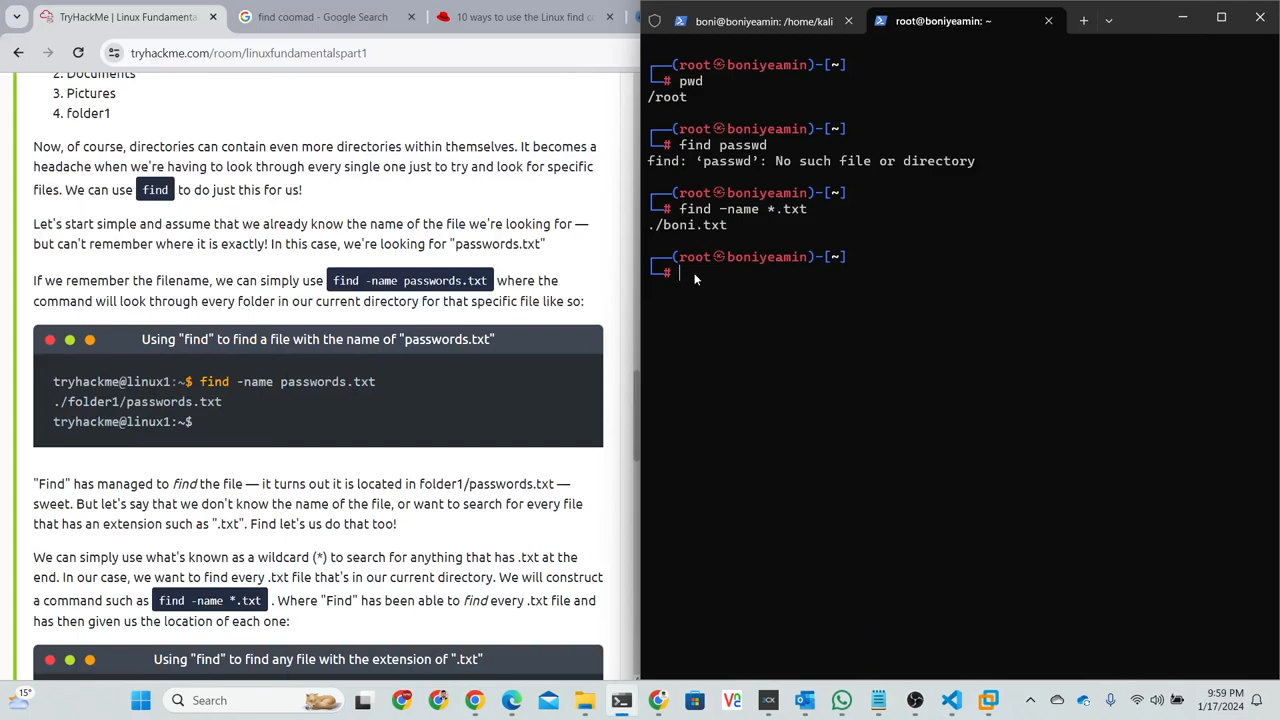 TryHackMe | Linux Fundamenta
find coomad - Google Search
10 ways to use the Linux find co
tryhackme.com/room/linuxfundamentalspart1
2. Documents
3. Pictures
4. folder1
Now, of course, directories can contain even more directories within themselves. It becomes a
headache when we're having to look through every single one just to try and look for specific
files. We can use find to do just this for us!
Let's start simple and assume that we already know the name of the file we're looking for —
but can't remember where it is exactly! In this case, we're looking for "passwords.txt"
If we remember the filename, we can simply use find -name passwords.txt where the
command will look through every folder in our current directory for that specific file like so:
Using "find" to find a file with the name of "passwords.txt"
tryhackme@linux1:~$ find -name passwords.txt
./folder1/passwords.txt
tryhackme@linux1:~$
"Find" has managed to find the file — it turns out it is located in folder1/passwords.txt —
sweet. But let's say that we don't know the name of the file, or want to search for every file
that has an extension such as ".txt". Find let's us do that too!
We can simply use what's known as a wildcard (*) to search for anything that has .txt at the
end. In our case, we want to find every .txt file that's in our current directory. We will construct
a command such as find -name *.txt . Where "Find" has been able to find every .txt file and
has then given us the location of each one:
Using "find" to find any file with the extension of ".txt"
boni@boniyeamin: /home/kali
root@boniyeamin: ~
┌──(root㉿boniyeamin)-[~]
└─# pwd
/root
┌──(root㉿boniyeamin)-[~]
└─# find passwd
find: ‘passwd’: No such file or directory
┌──(root㉿boniyeamin)-[~]
└─# find -name *.txt
./boni.txt
┌──(root㉿boniyeamin)-[~]
└─#
15°
Search
9:59 PM
1/17/2024